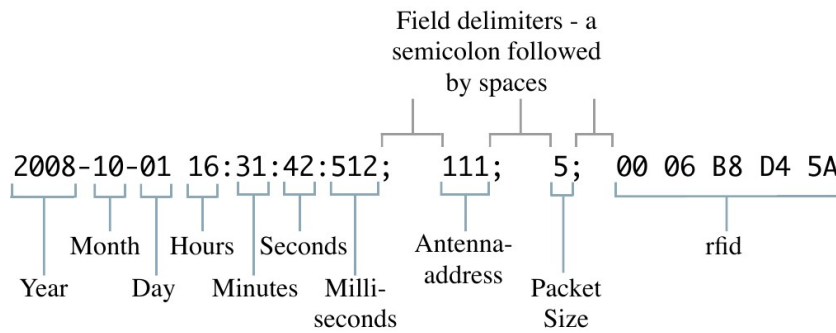 Field delimiters - a
semicolon followed
by spaces
2008-10-01 16:31:42:512;    111;    5;  00 06 B8 D4 5A
Month
Hours
Seconds
Antenna-
address
rfid
Year
Day
Minutes
Milli-
seconds
Packet
Size